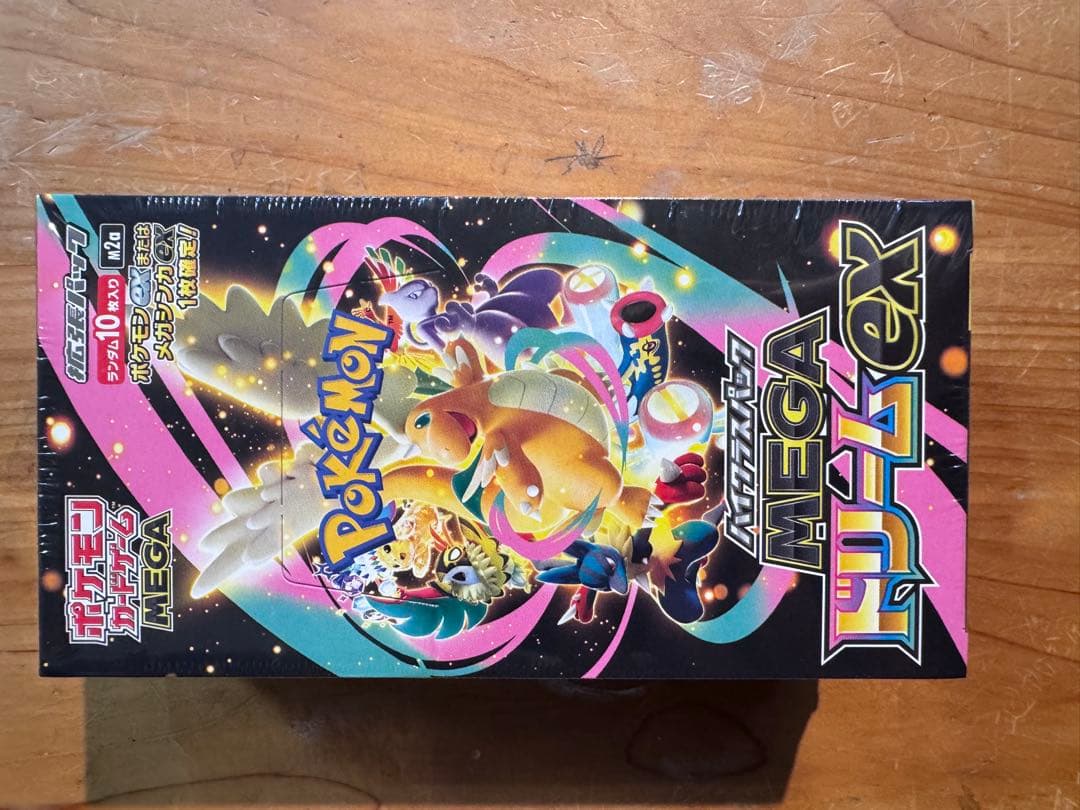 ポケモン
カードゲーム
MEGA
拡張パック
ランダム10枚入り
M2a
ポケモンexまたは
メガシンカex
1枚確定!!
POKéMON
ハイクラスパック
MEGA
ドリームex